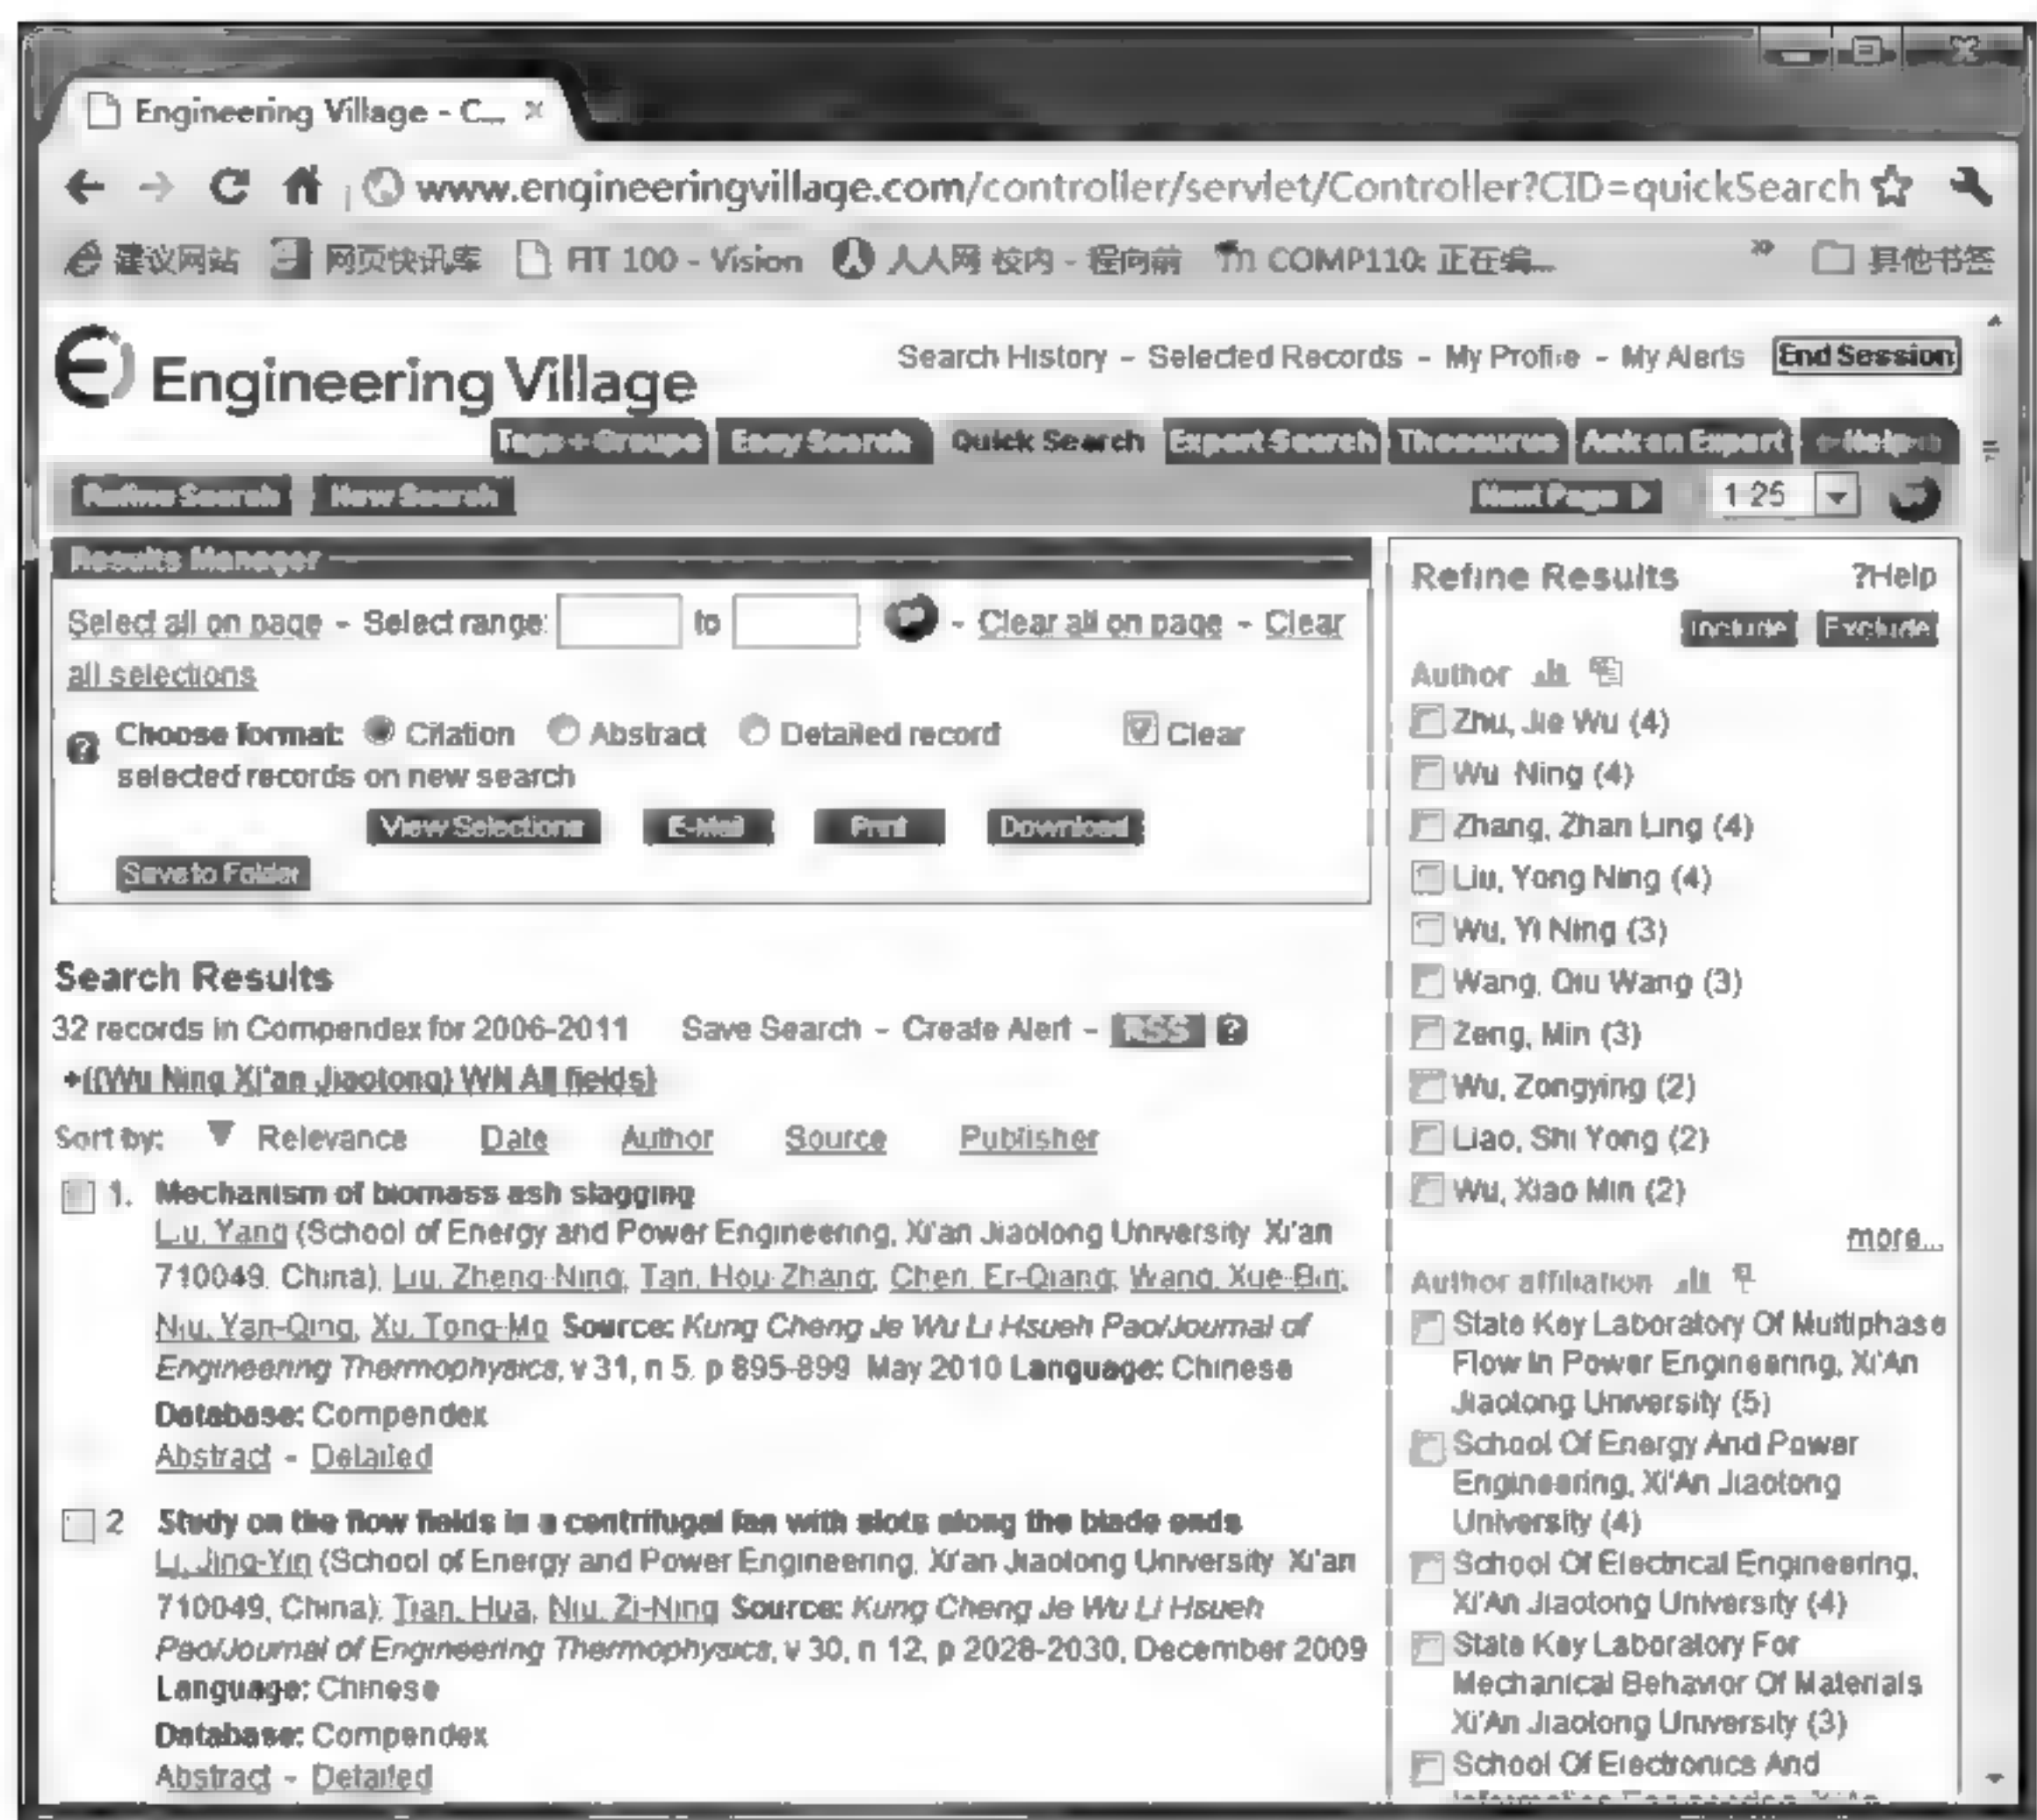 Engineering Village - C... ×
www.engineeringvillage.com/controller/servlet/Controller?CID=quickSearch
建议网站 网页快讯库 FIT 100 - Vision 人人网 校内 - 程向前 COMP110: 正在编... » 其他书签
Engineering Village
Search History - Selected Records - My Profile - My Alerts End Session
Tags + Groups Easy Search Quick Search Expert Search Thesaurus Ask an Expert Help
Refine Search New Search Next Page 1-25
Results Manager
Select all on page - Select range: to - Clear all on page - Clear
all selections
Choose format: Citation Abstract Detailed record Clear
selected records on new search
View Selections E-Mail Print Download
Save to Folder
Search Results
32 records in Compendex for 2006-2011 Save Search - Create Alert - RSS ?
+((Wu Ning Xi'an Jiaotong) WN All fields)
Sort by: Relevance Date Author Source Publisher
1. Mechanism of biomass ash slagging
Liu, Yang (School of Energy and Power Engineering, Xi'an Jiaotong University Xi'an
710049, China), Liu, Zheng-Ning; Tan, Hou-Zhang; Chen, Er-Qiang; Wang, Xue-Bin;
Niu, Yan-Qing, Xu, Tong-Mo Source: Kung Cheng Je Wu Li Hsueh Pao/Journal of
Engineering Thermophysics, v 31, n 5, p 895-899 May 2010 Language: Chinese
Database: Compendex
Abstract - Detailed
2 Study on the flow fields in a centrifugal fan with slots along the blade ends
Li, Jing-Yin (School of Energy and Power Engineering, Xi'an Jiaotong University Xi'an
710049, China); Tian, Hua, Niu, Zi-Ning Source: Kung Cheng Je Wu Li Hsueh
Pao/Journal of Engineering Thermophysics, v 30, n 12, p 2028-2030, December 2009
Language: Chinese
Database: Compendex
Abstract - Detailed
Refine Results ?Help
Include Exclude
Author
Zhu, Jie Wu (4)
Wu Ning (4)
Zhang, Zhan Ling (4)
Liu, Yong Ning (4)
Wu, Yi Ning (3)
Wang, Qiu Wang (3)
Zeng, Min (3)
Wu, Zongying (2)
Liao, Shi Yong (2)
Wu, Xiao Min (2)
more...
Author affiliation
State Key Laboratory Of Multiphase
Flow In Power Engineering, Xi'An
Jiaotong University (5)
School Of Energy And Power
Engineering, Xi'An Jiaotong
University (4)
School Of Electrical Engineering,
Xi'An Jiaotong University (4)
State Key Laboratory For
Mechanical Behavior Of Materials
Xi'An Jiaotong University (3)
School Of Electronics And